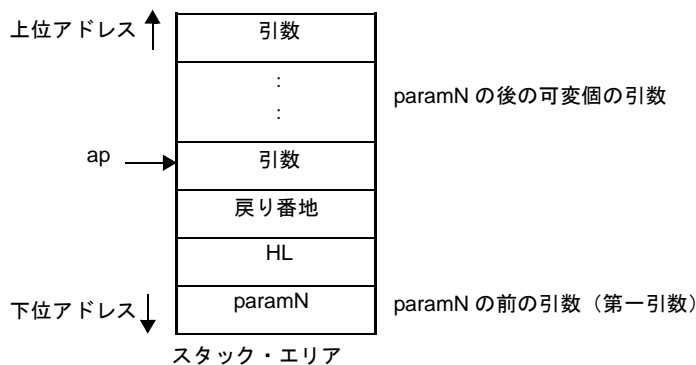 上位アドレス
引数
:
:
paramN の後の可変個の引数
ap
引数
戻り番地
HL
下位アドレス
paramN
paramN の前の引数（第一引数）
スタック・エリア